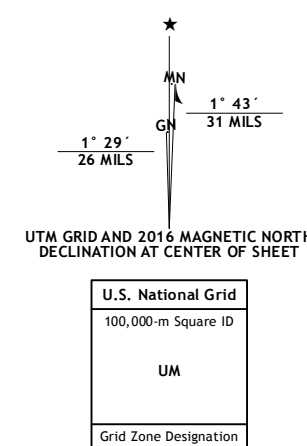 ★
MN
1° 43´
31 MILS
GN
1° 29´
26 MILS
UTM GRID AND 2016 MAGNETIC NORTH
DECLINATION AT CENTER OF SHEET
U.S. National Grid
100,000-m Square ID
UM
Grid Zone Designation